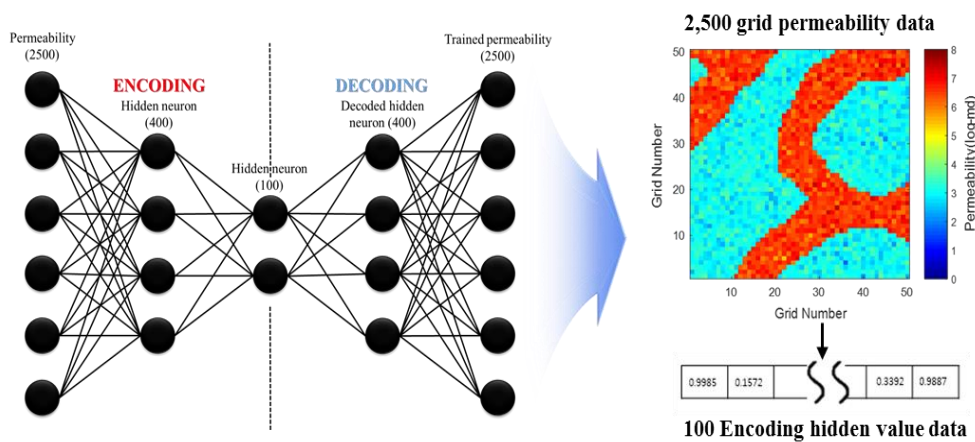 Permeability
(2500)
ENCODING
Hidden neuron
(400)
Hidden neuron
(100)
DECODING
Decoded hidden
neuron (400)
Trained permeability
(2500)
2,500 grid permeability data
50
40
30
20
10
Grid Number
10
20
30
40
50
Grid Number
8
7
6
5
4
3
2
1
0
Permeability(log-md)
0.9985
0.1572
0.3392
0.9887
100 Encoding hidden value data